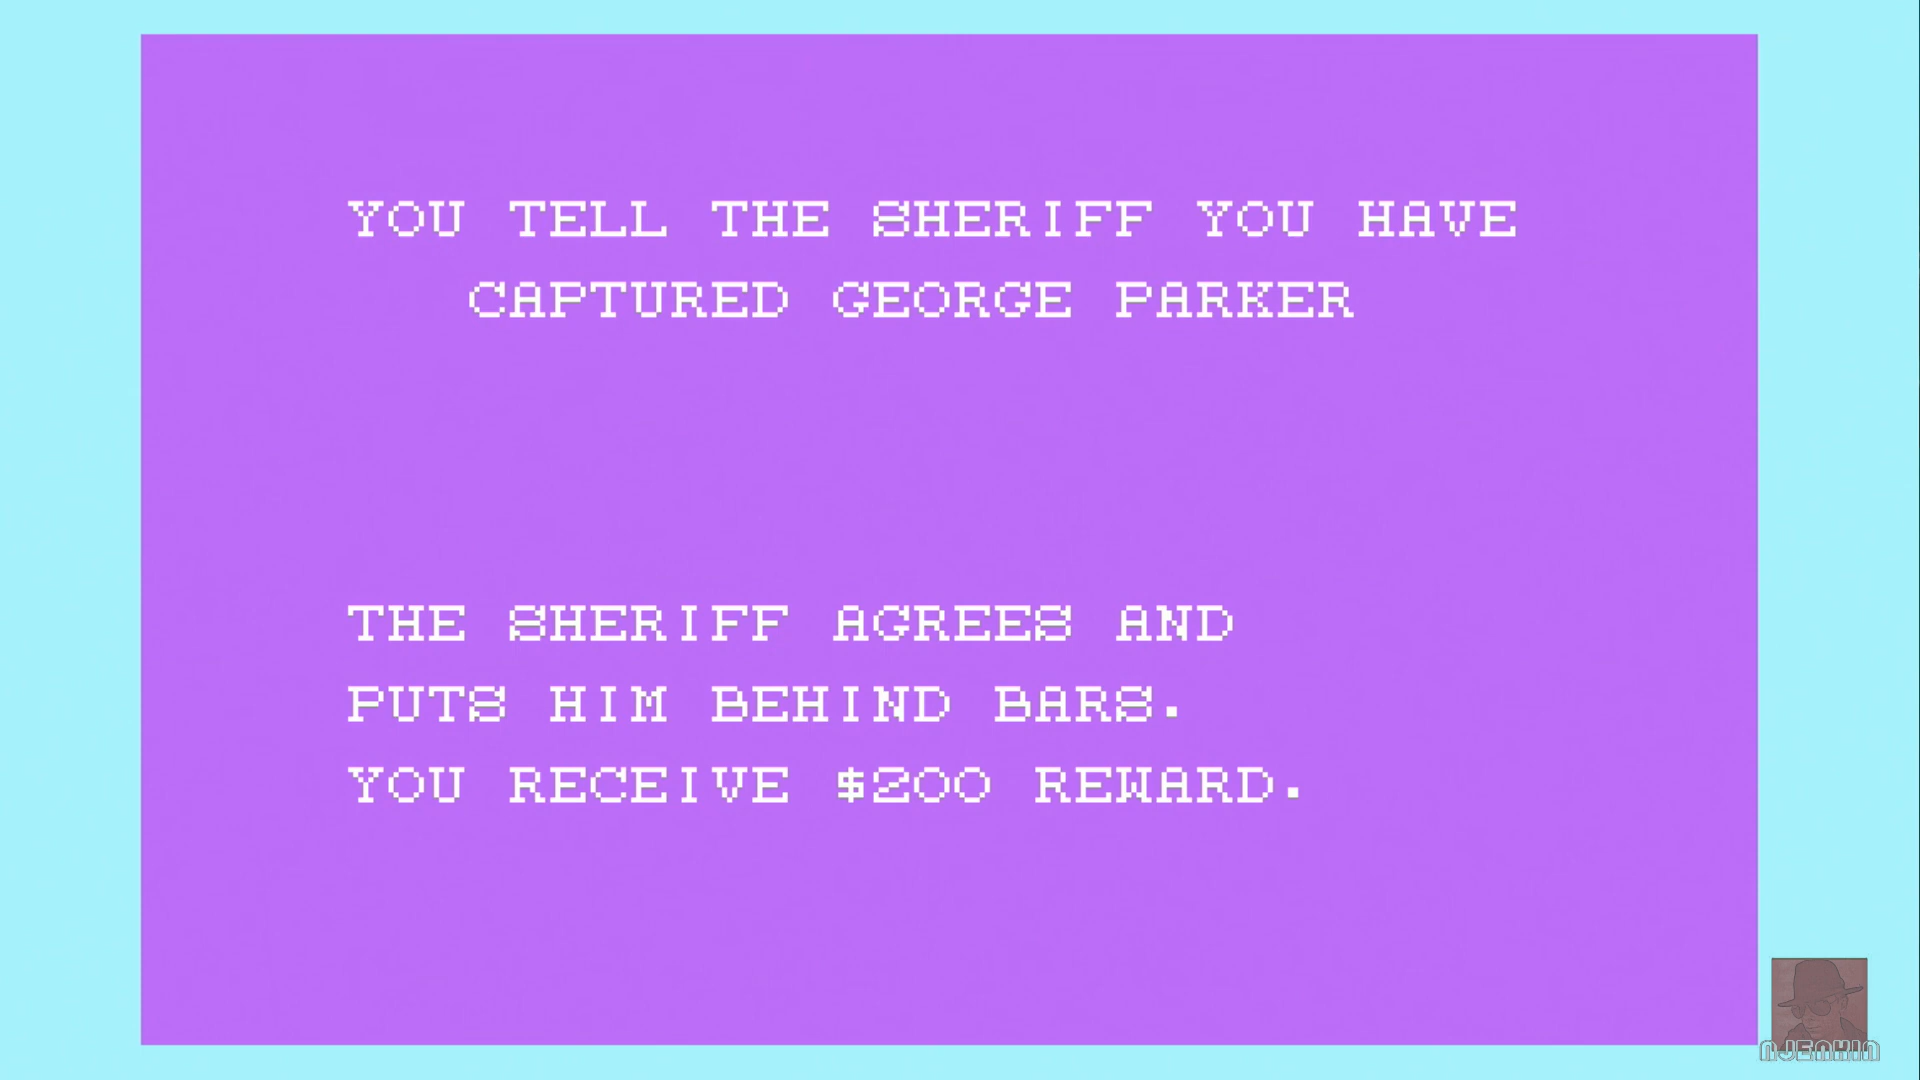 YOU TELL THE SHERIFF YOU HAVE
CAPTURED GEORGE PARKER
THE SHERIFF AGREES AND
PUTS HIM BEHIND BARS.
YOU RECEIVE $200 REWARD.
NJENKIN